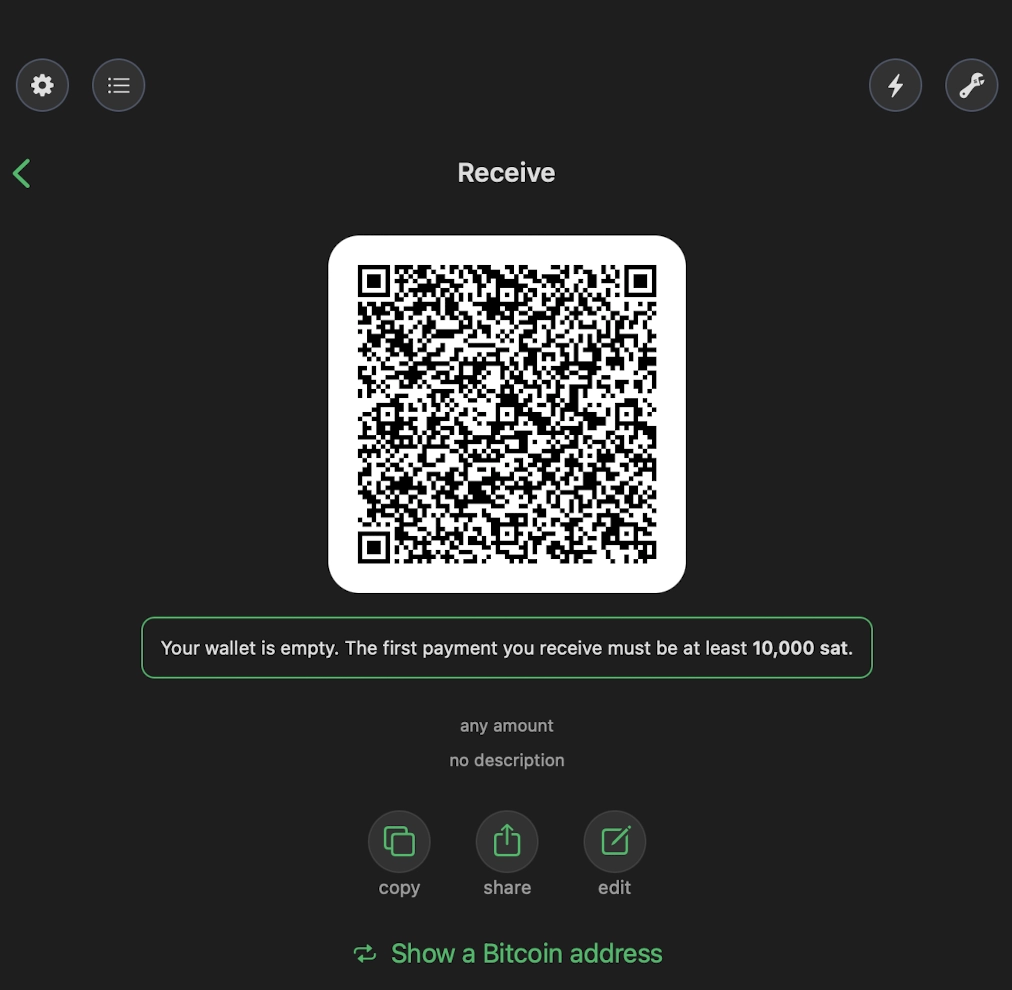 Receive
Your wallet is empty. The first payment you receive must be at least 10,000 sat.
any amount
no description
copy
share
edit
Show a Bitcoin address